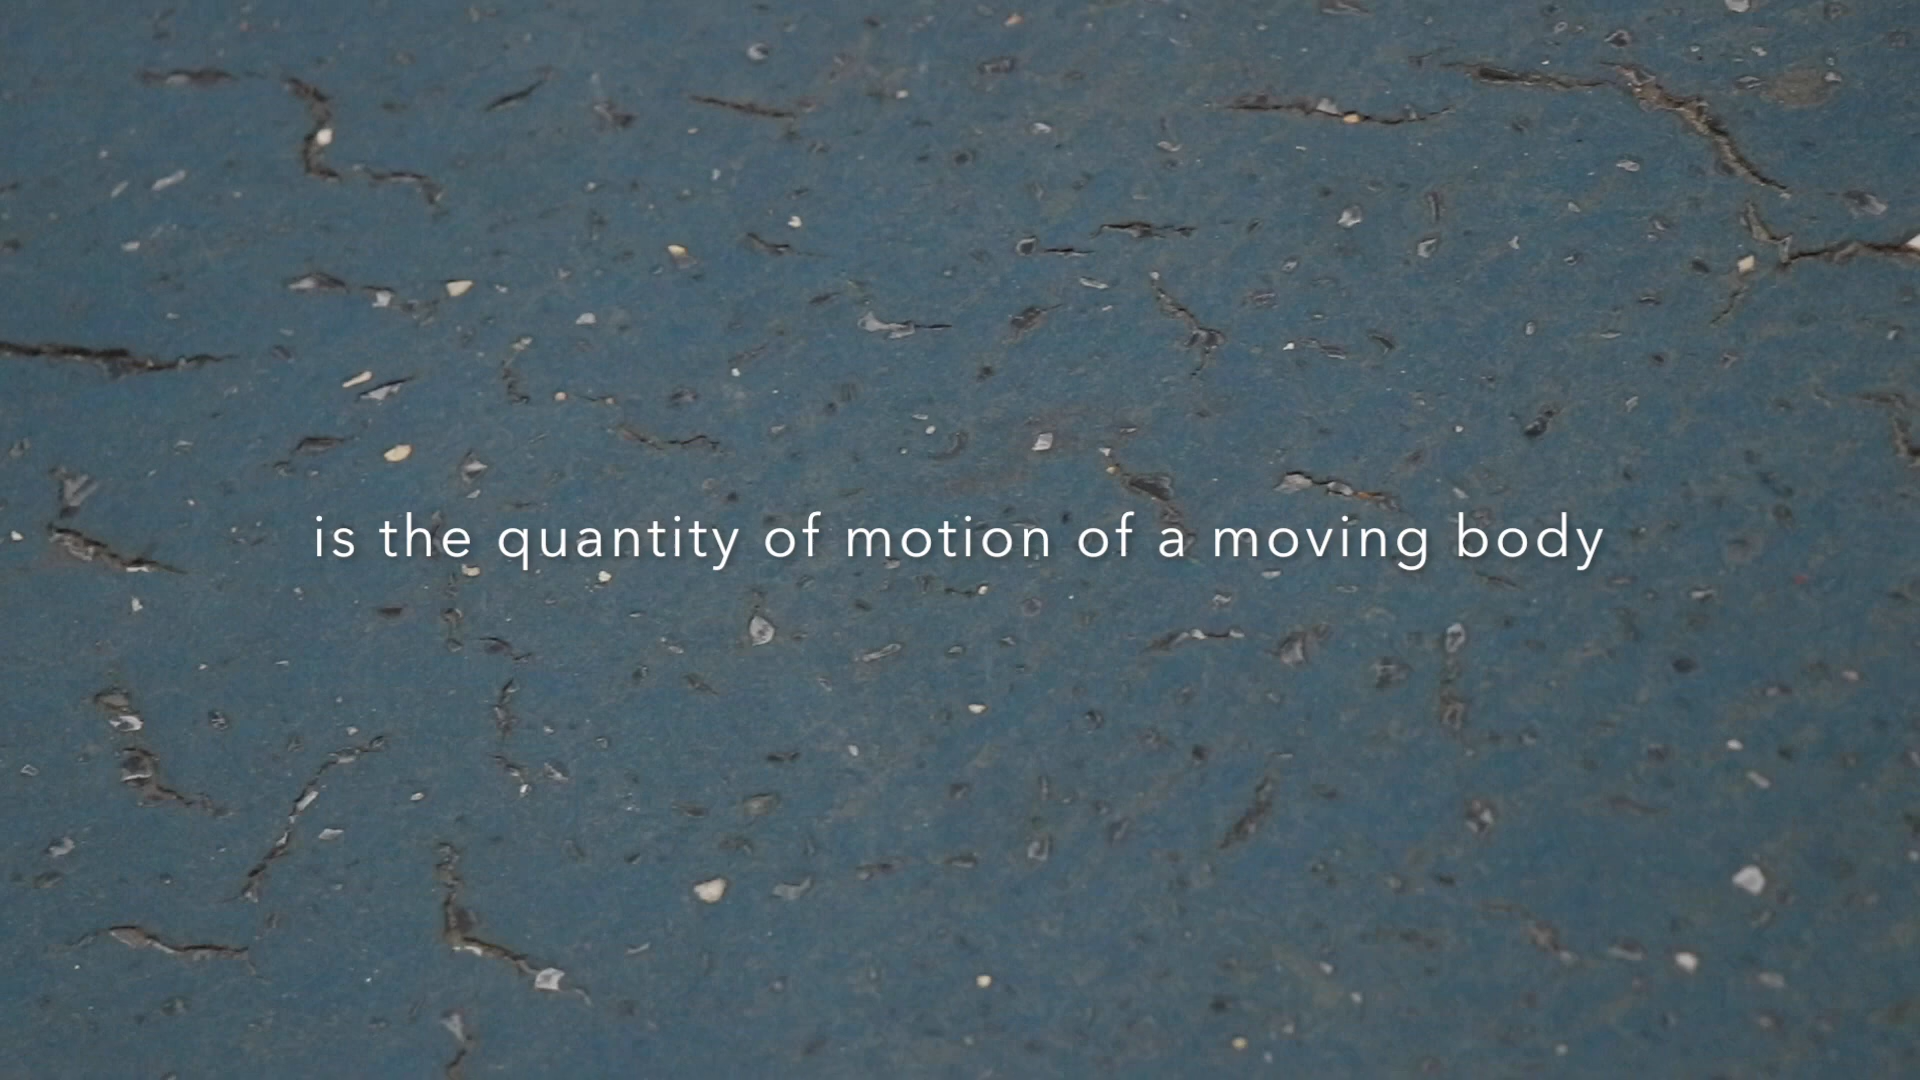 is the quantity of motion of a moving body